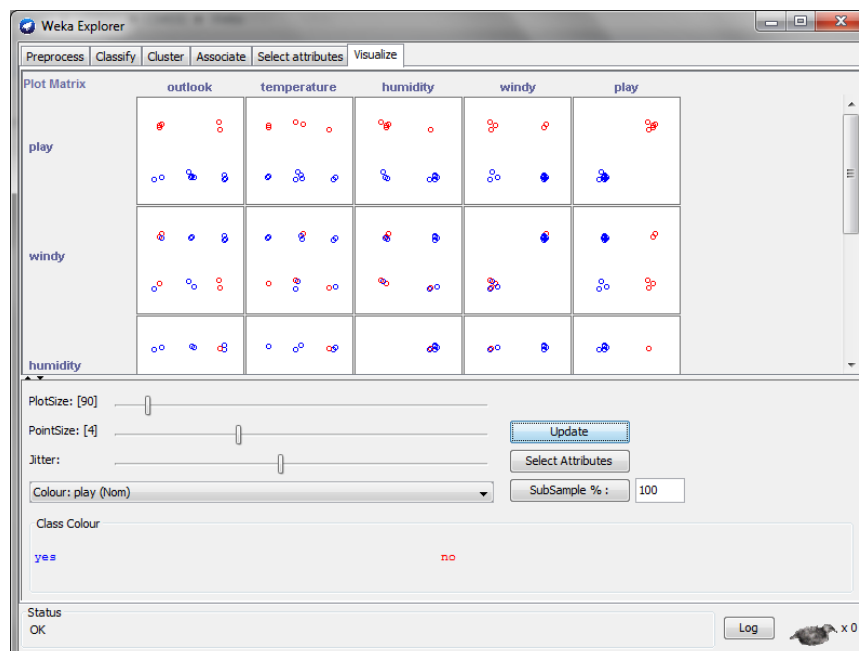 Weka Explorer
Preprocess Classify Cluster Associate Select attributes Visualize
Plot Matrix outlook temperature humidity windy play
play
windy
humidity
PlotSize: [90]
PointSize: [4] Update
Jitter: Select Attributes
Colour: play (Nom) SubSample % : 100
Class Colour
yes no
Status
OK Log x 0